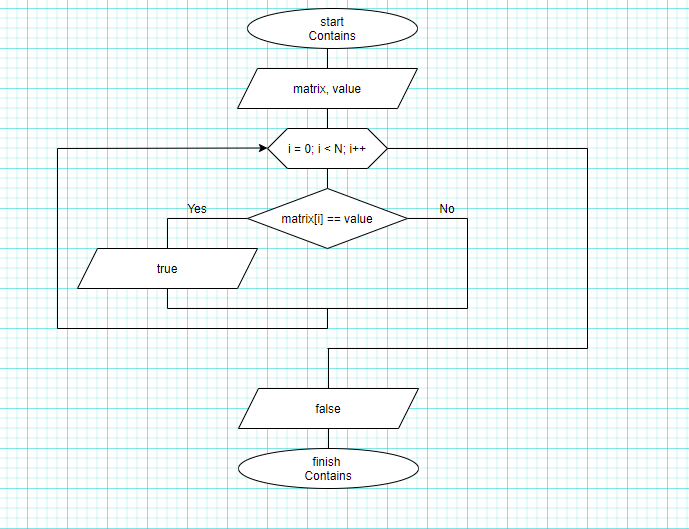 start
Contains
matrix, value
i = 0; i < N; i++
Yes
No
matrix[i] == value
true
false
finish
Contains